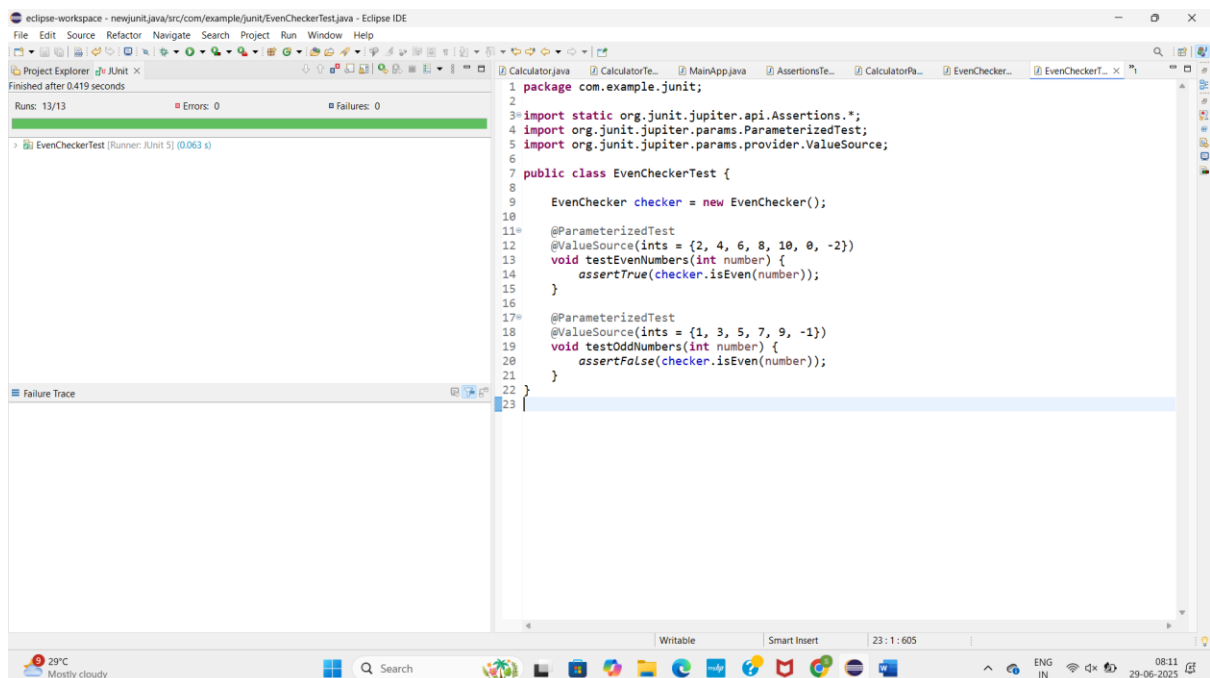 eclipse-workspace - newjunit.java/src/com/example/junit/EvenCheckerTest.java - Eclipse IDE
File Edit Source Refactor Navigate Search Project Run Window Help
Project Explorer JUnit
Finished after 0.419 seconds
Runs: 13/13 Errors: 0 Failures: 0
EvenCheckerTest [Runner: JUnit 5] (0.063 s)
Failure Trace
Calculator.java CalculatorTe... MainApp.java AssertionsTe... CalculatorPa... EvenChecker... EvenCheckerT... 1
1 package com.example.junit;
2
3 import static org.junit.jupiter.api.Assertions.*;
4 import org.junit.jupiter.params.ParameterizedTest;
5 import org.junit.jupiter.params.provider.ValueSource;
6
7 public class EvenCheckerTest {
8
9 EvenChecker checker = new EvenChecker();
10
11 @ParameterizedTest
12 @ValueSource(ints = {2, 4, 6, 8, 10, 0, -2})
13 void testEvenNumbers(int number) {
14 assertTrue(checker.isEven(number));
15 }
16
17 @ParameterizedTest
18 @ValueSource(ints = {1, 3, 5, 7, 9, -1})
19 void testOddNumbers(int number) {
20 assertFalse(checker.isEven(number));
21 }
22 }
23
Writable Smart Insert 23 : 1 : 605
9 29°C
Mostly cloudy
Search
ENG
IN
08:11
29-06-2025